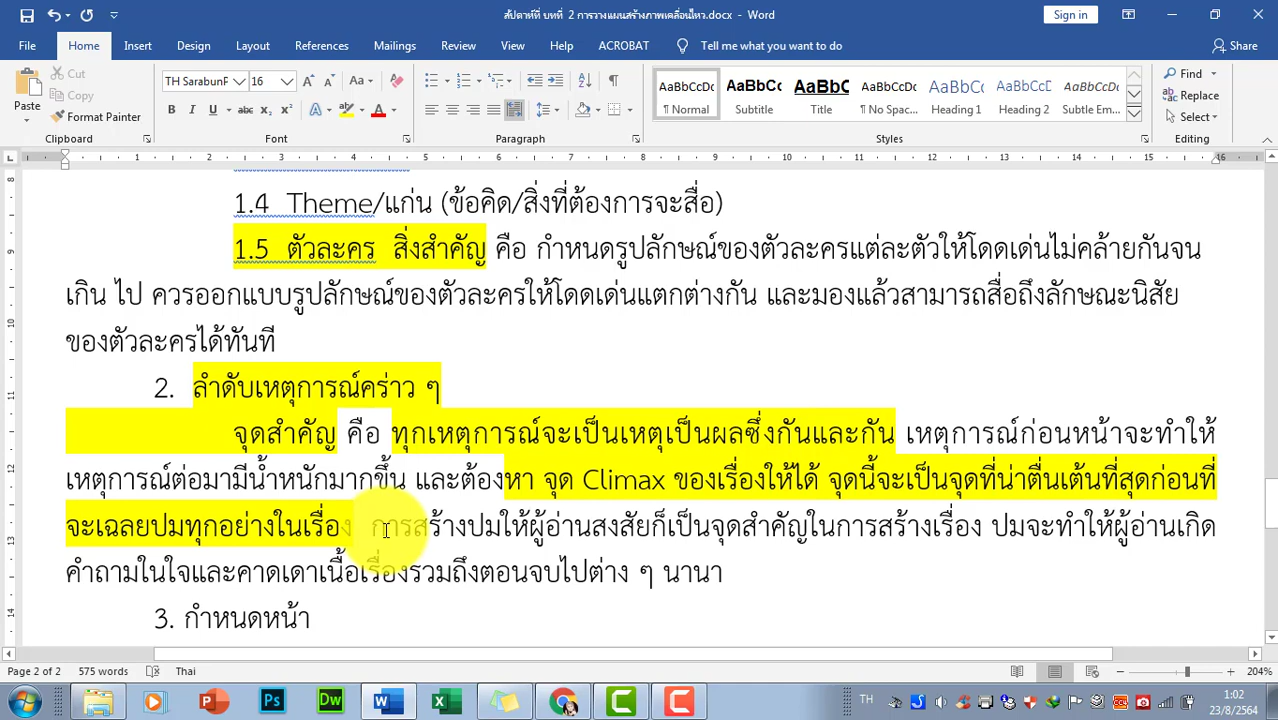 สัปดาห์ที่ บทที่ 2 การวางแผนสร้างภาพเคลื่อนไหว.docx - Word
Sign in
File Home Insert Design Layout References Mailings Review View Help ACROBAT Tell me what you want to do Share
Paste
Cut
Copy
Format Painter
TH SarabunP 16
AaBbCcDc AaBbCc AaBbCc AaBbCcDc AaBbCc AaBbCc AaBbCcDc
Normal Subtitle Title No Spac... Heading 1 Heading 2 Subtle Em...
Find
Replace
Select
Clipboard Font Paragraph Styles Editing
1 2 3 4 5 6 7 8 9 10 11 12 13 14 15 16
1.4 Theme/แก่น (ข้อคิด/สิ่งที่ต้องการจะสื่อ)
1.5 ตัวละคร สิ่งสำคัญ คือ กำหนดรูปลักษณ์ของตัวละครแต่ละตัวให้โดดเด่นไม่คล้ายกันจน
เกิน ไป ควรออกแบบรูปลักษณ์ของตัวละครให้โดดเด่นแตกต่างกัน และมองแล้วสามารถสื่อถึงลักษณะนิสัย
ของตัวละครได้ทันที
2. ลำดับเหตุการณ์คร่าว ๆ
จุดสำคัญ คือ ทุกเหตุการณ์จะเป็นเหตุเป็นผลซึ่งกันและกัน เหตุการณ์ก่อนหน้าจะทำให้
เหตุการณ์ต่อมามีน้ำหนักมากขึ้น และต้องหา จุด Climax ของเรื่องให้ได้ จุดนี้จะเป็นจุดที่น่าตื่นเต้นที่สุดก่อนที่
จะเฉลยปมทุกอย่างในเรื่อง การสร้างปมให้ผู้อ่านสงสัยก็เป็นจุดสำคัญในการสร้างเรื่อง ปมจะทำให้ผู้อ่านเกิด
คำถามในใจและคาดเดาเนื้อเรื่องรวมถึงตอนจบไปต่าง ๆ นานา
3. กำหนดหน้า
Page 2 of 2 575 words Thai 204%
TH 1:02
23/8/2564